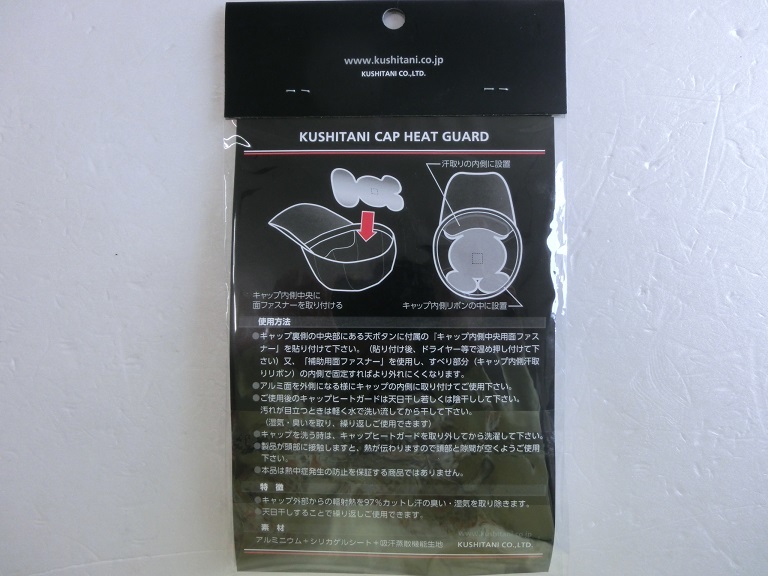 www.kushitani.co.jp
KUSHITANI CO.,LTD.
KUSHITANI CAP HEAT GUARD
汗取りの内側に設置
キャップ内側中央に
面ファスナーを取り付ける
キャップ内側リボンの中に設置
使用方法
●キャップ裏側の中央部にある天ボタンに付属の「キャップ内側中央用面ファス
ナー」を貼り付けて下さい。(貼り付け後、ドライヤー等で温め押し付けて下
さい）又、「補助用面ファスナー」を使用し、すべり部分（キャップ内側汗取
りリボン）の内側で固定すればより外れにくくなります。
●アルミ面を外側になる様にキャップの内側に取り付けてご使用下さい。
●ご使用後のキャップヒートガードは天日干し若しくは陰干しして下さい。
汚れが目立つときは軽く水で洗い流してから干して下さい。
（湿気・臭いを取り、繰り返しご使用できます）
●キャップを洗う時は、キャップヒートガードを取り外してから洗濯して下さい。
●製品が頭部に接触しますと、熱が伝わりますので頭部と隙間が空くようご使用
下さい。
●本品は熱中症発生の防止を保証する商品ではありません。
特 徴
●キャップ外部からの輻射熱を97％カットし汗の臭い・湿気を取り除きます。
●天日干しすることで繰り返しご使用できます。
素 材
アルミニウム＋シリカゲルシート＋吸汗蒸散機能生地
www.kushitani.co.jp
KUSHITANI CO.,LTD.